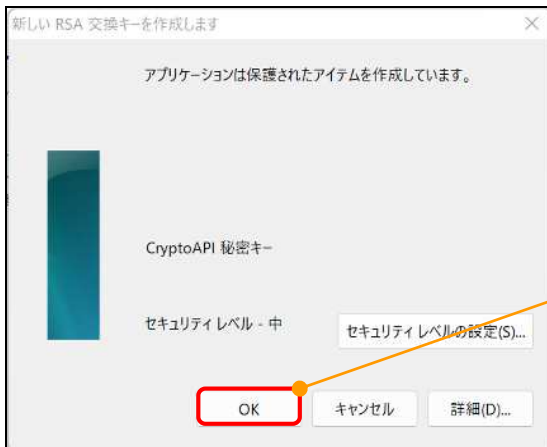 新しい RSA 交換キーを作成します
アプリケーションは保護されたアイテムを作成しています。
CryptoAPI 秘密キー
セキュリティ レベル - 中
セキュリティ レベルの設定(S)...
OK
キャンセル
詳細(D)...